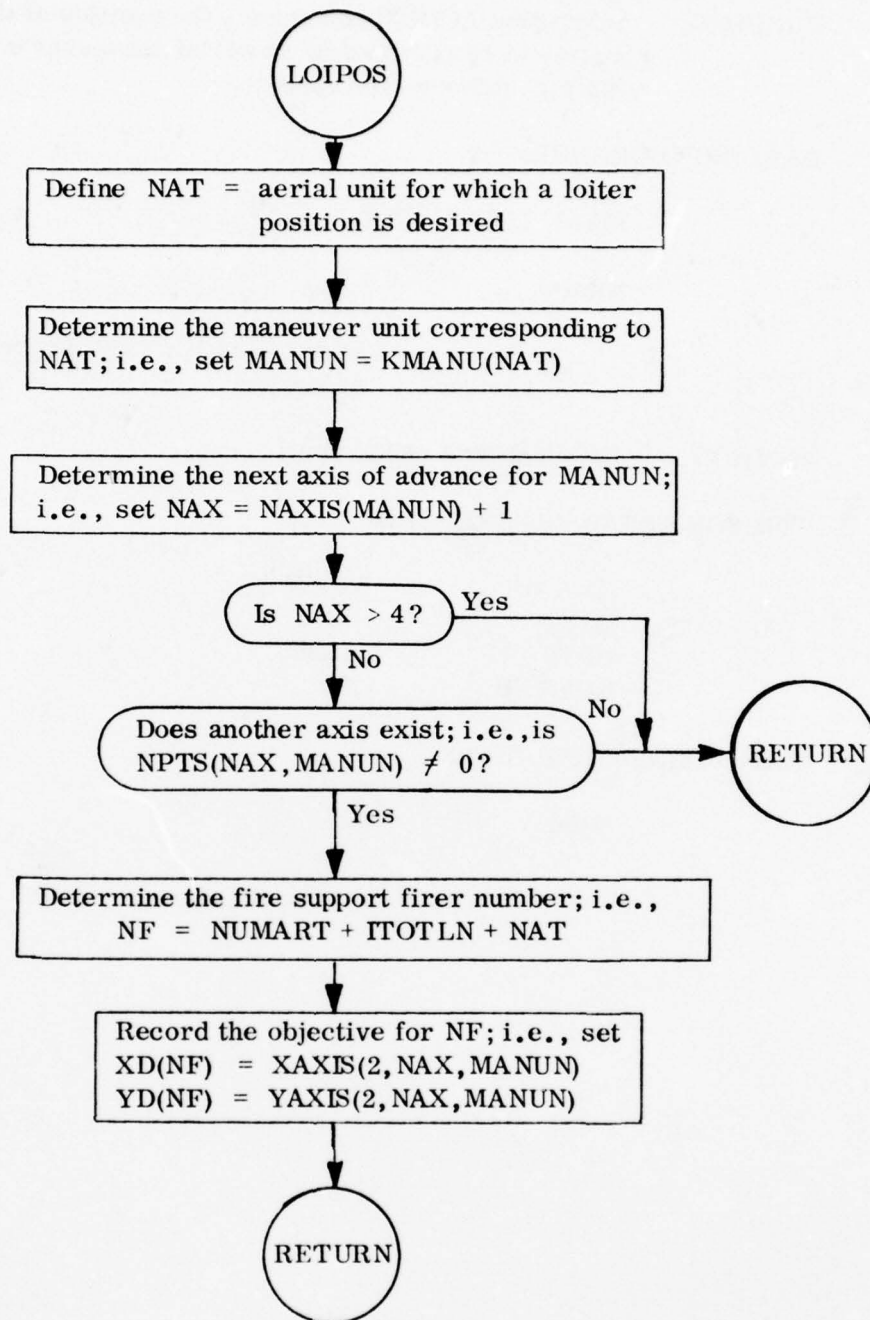 LOIPOS
Define NAT = aerial unit for which a loiter
position is desired
Determine the maneuver unit corresponding to
NAT; i.e., set MANUN = KMANU(NAT)
Determine the next axis of advance for MANUN;
i.e., set NAX = NAXIS(MANUN) + 1
Is NAX > 4?
Yes
No
Does another axis exist; i.e., is
NPTS(NAX,MANUN) ≠ 0?
No
RETURN
Yes
Determine the fire support firer number; i.e.,
NF = NUMART + ITOTLN + NAT
Record the objective for NF; i.e., set
XD(NF) = XAXIS(2,NAX,MANUN)
YD(NF) = YAXIS(2,NAX,MANUN)
RETURN